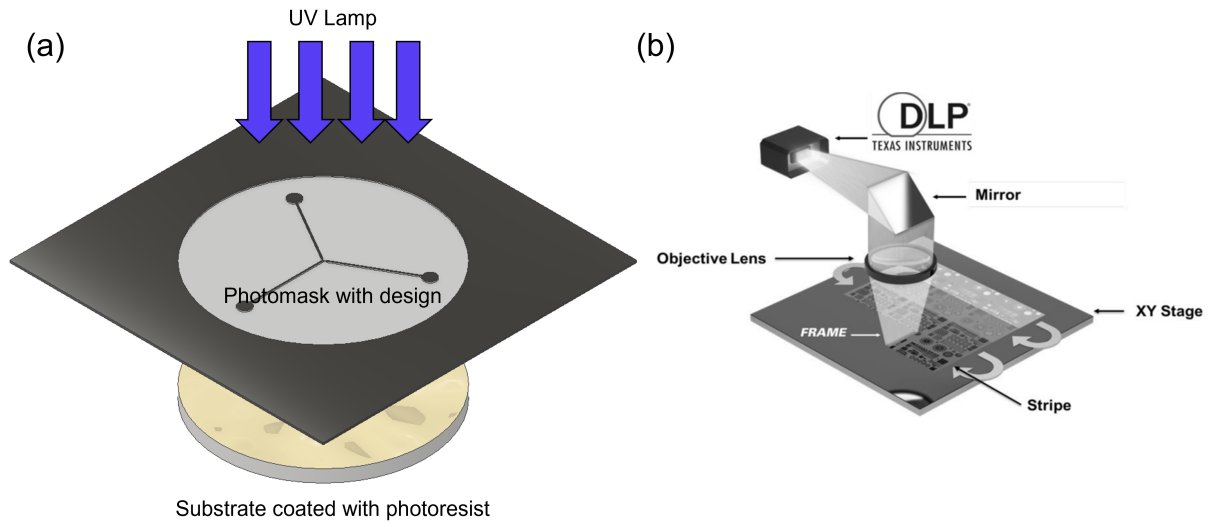 (a)
UV Lamp
Photomask with design
Substrate coated with photoresist
(b)
DLP
TEXAS INSTRUMENTS
Mirror
Objective Lens
XY Stage
FRAME
Stripe